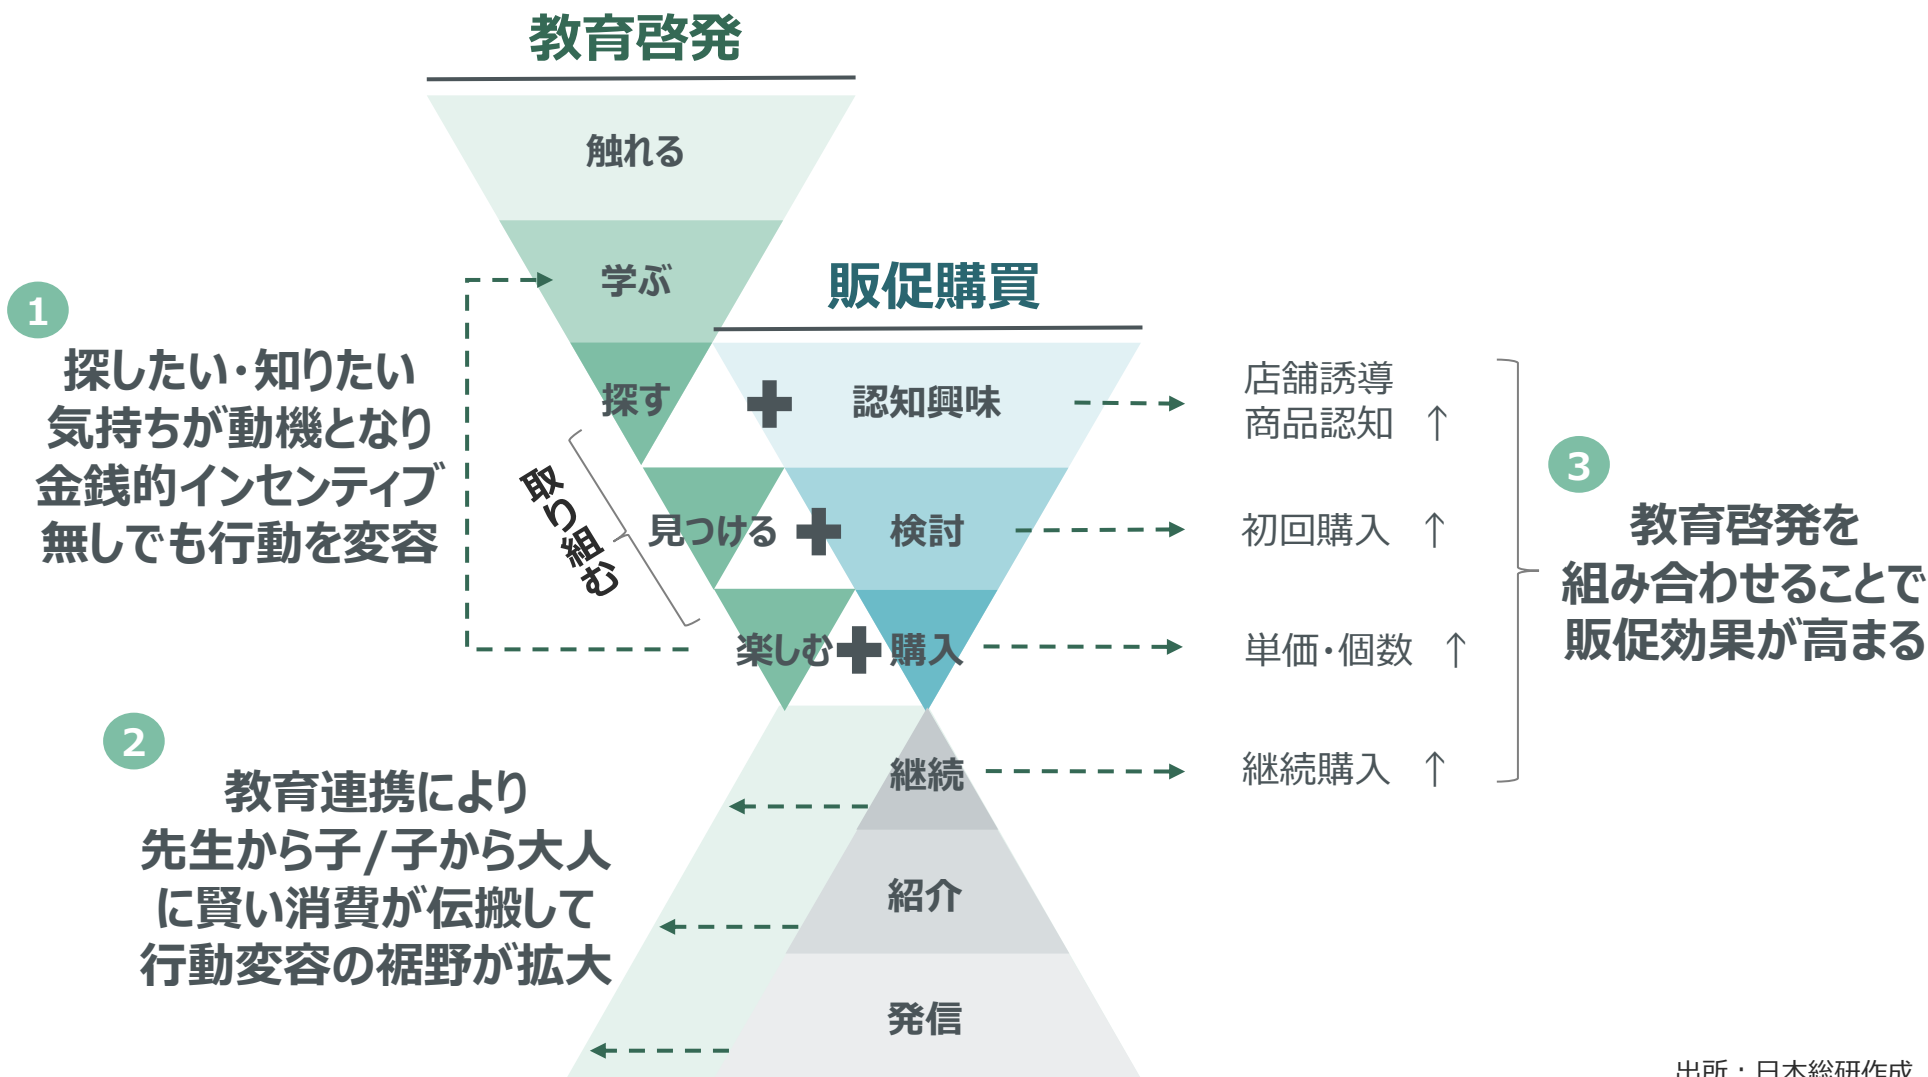 教育啓発
触れる
学ぶ
探す
取り組む
見つける
楽しむ
販促購買
認知興味
検討
購入
継続
紹介
発信
店舗誘導
商品認知 ↑
初回購入 ↑
単価・個数 ↑
継続購入 ↑
1
探したい・知りたい
気持ちが動機となり
金銭的インセンティブ
無しでも行動を変容
2
教育連携により
先生から子/子から大人
に賢い消費が伝搬して
行動変容の裾野が拡大
3
教育啓発を
組み合わせることで
販促効果が高まる
出所：日本総研作成